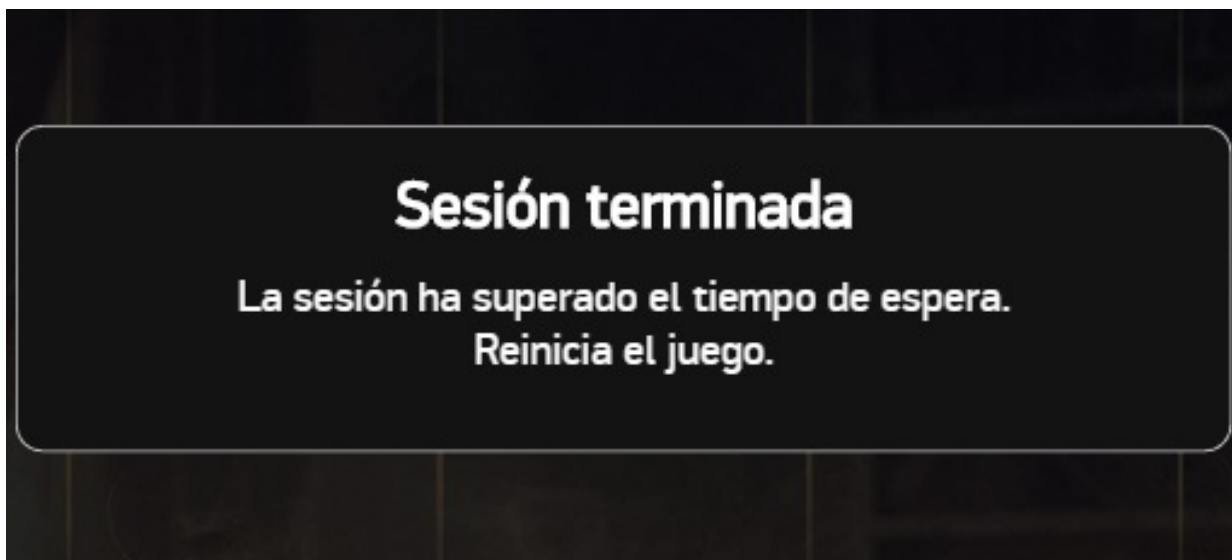 Sesión terminada
La sesión ha superado el tiempo de espera.
Reinicia el juego.